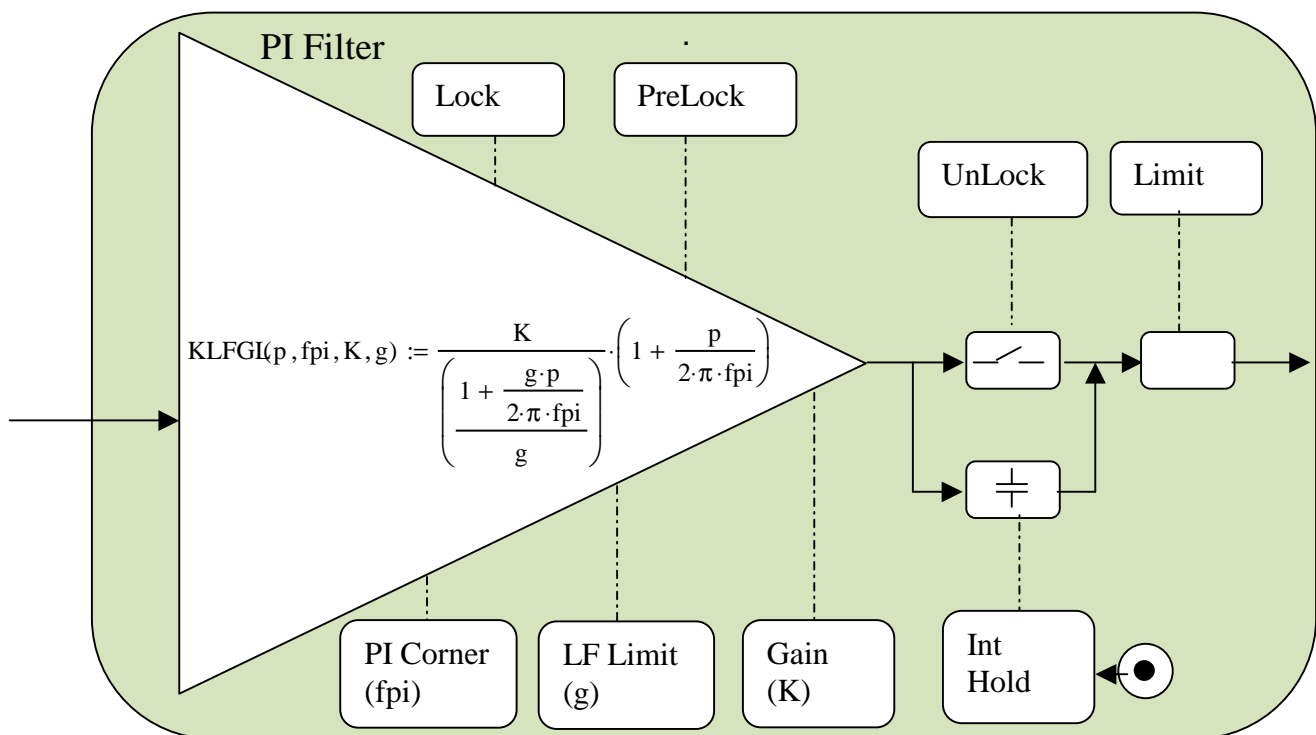 PI Filter
.
Lock
PreLock
UnLock
Limit
KLFGL(p , fpi , K , g) := K / ((1 + g·p / 2·π·fpi) / g) · (1 + p / 2·π·fpi)
PI Corner
(fpi)
LF Limit
(g)
Gain
(K)
Int
Hold